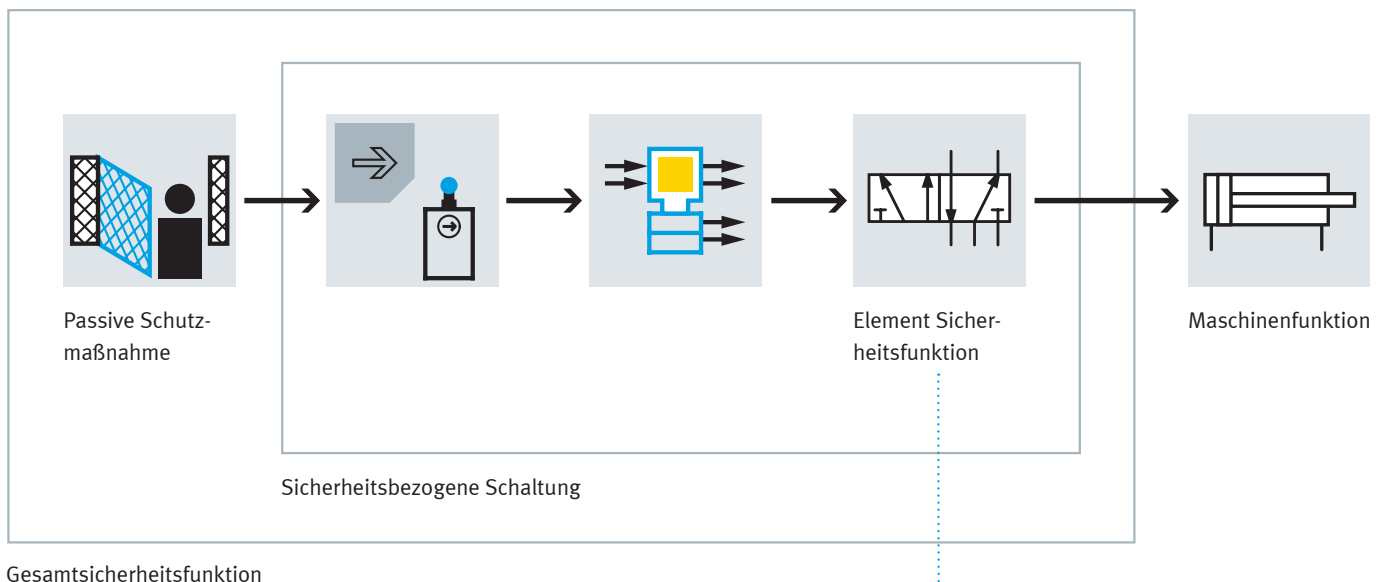 Passive Schutz-
maßnahme
Element Sicher-
heitsfunktion
Maschinenfunktion
Sicherheitsbezogene Schaltung
Gesamtsicherheitsfunktion